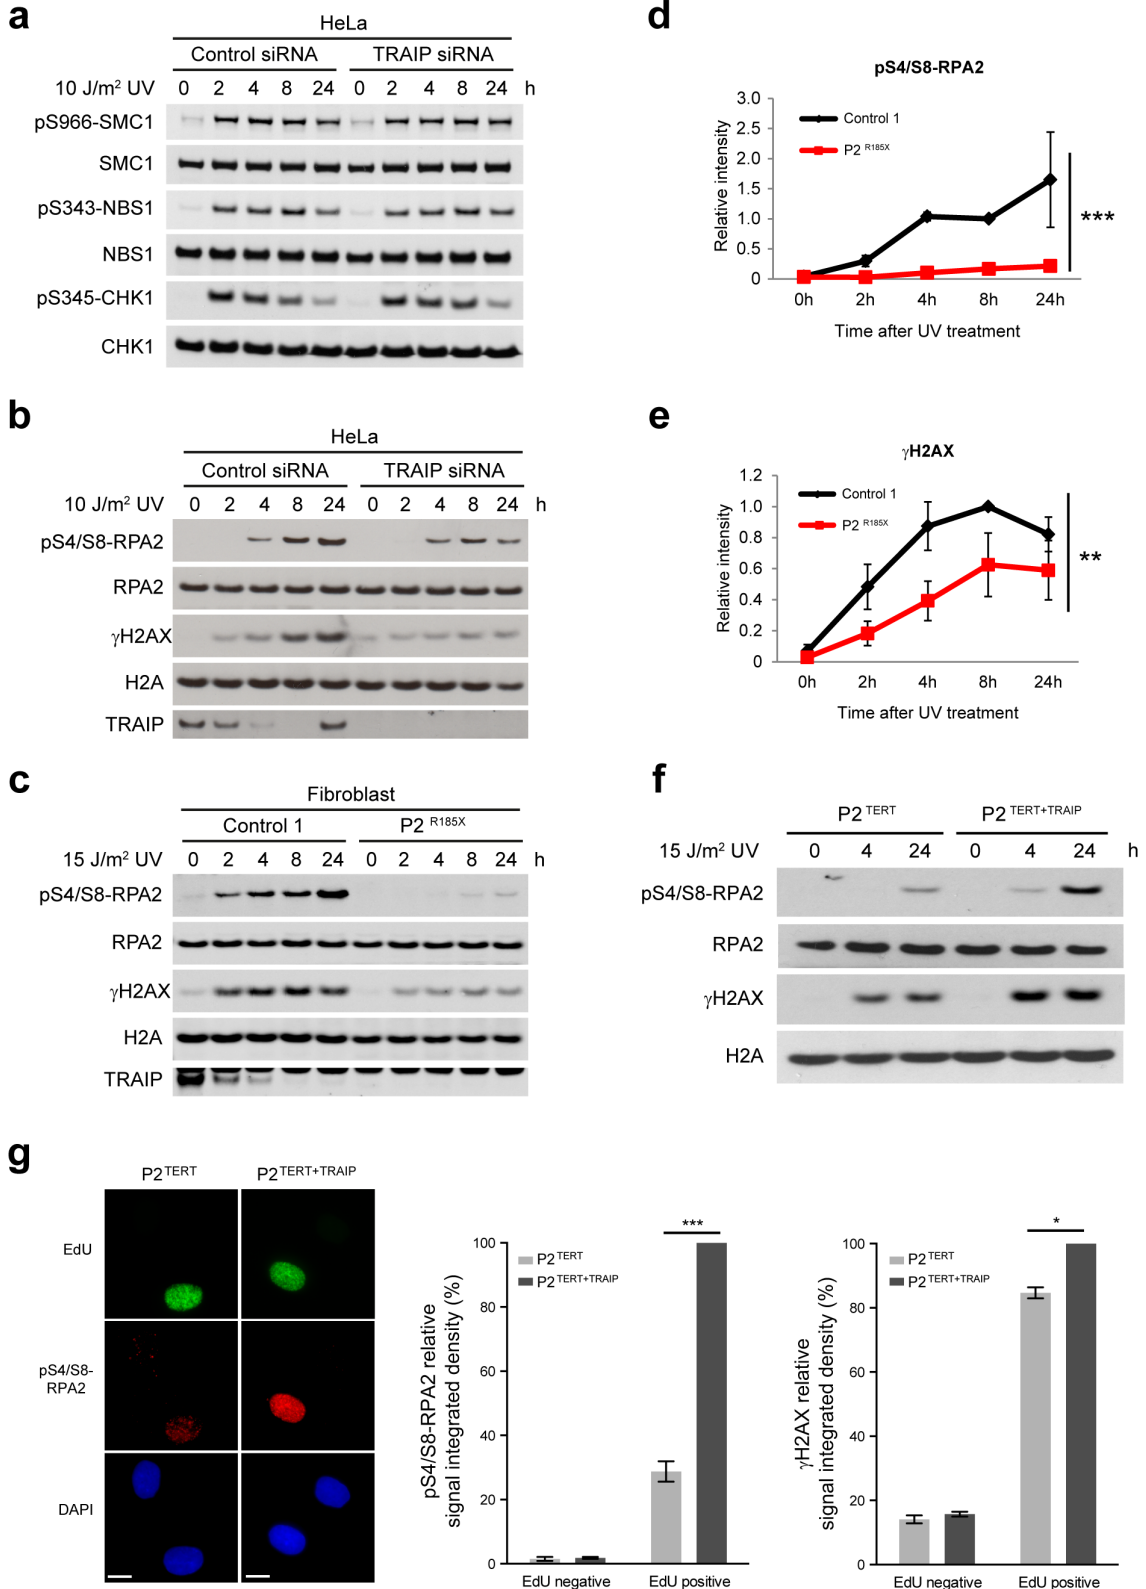 a
HeLa
Control siRNA TRAIP siRNA
10 J/m² UV 0 2 4 8 24 0 2 4 8 24 h
pS966-SMC1
SMC1
pS343-NBS1
NBS1
pS345-CHK1
CHK1
b
HeLa
Control siRNA TRAIP siRNA
10 J/m² UV 0 2 4 8 24 0 2 4 8 24 h
pS4/S8-RPA2
RPA2
γH2AX
H2A
TRAIP
c
Fibroblast
Control 1 P2 R185X
15 J/m² UV 0 2 4 8 24 0 2 4 8 24 h
pS4/S8-RPA2
RPA2
γH2AX
H2A
TRAIP
d
pS4/S8-RPA2
Relative intensity
3.0
2.5
2.0
1.5
1.0
0.5
0
Control 1
P2 R185X
***
0h 2h 4h 8h 24h
Time after UV treatment
e
γH2AX
Relative intensity
1.2
1.0
0.8
0.6
0.4
0.2
0
Control 1
P2 R185X
**
0h 2h 4h 8h 24h
Time after UV treatment
f
P2 TERT P2 TERT+TRAIP
15 J/m² UV 0 4 24 0 4 24 h
pS4/S8-RPA2
RPA2
γH2AX
H2A
g
P2 TERT P2 TERT+TRAIP
EdU
pS4/S8-
RPA2
DAPI
pS4/S8-RPA2 relative
signal integrated density (%)
100
80
60
40
20
0
P2 TERT
P2 TERT+TRAIP
***
EdU negative EdU positive
γH2AX relative
signal integrated density (%)
100
80
60
40
20
0
P2 TERT
P2 TERT+TRAIP
*
EdU negative EdU positive